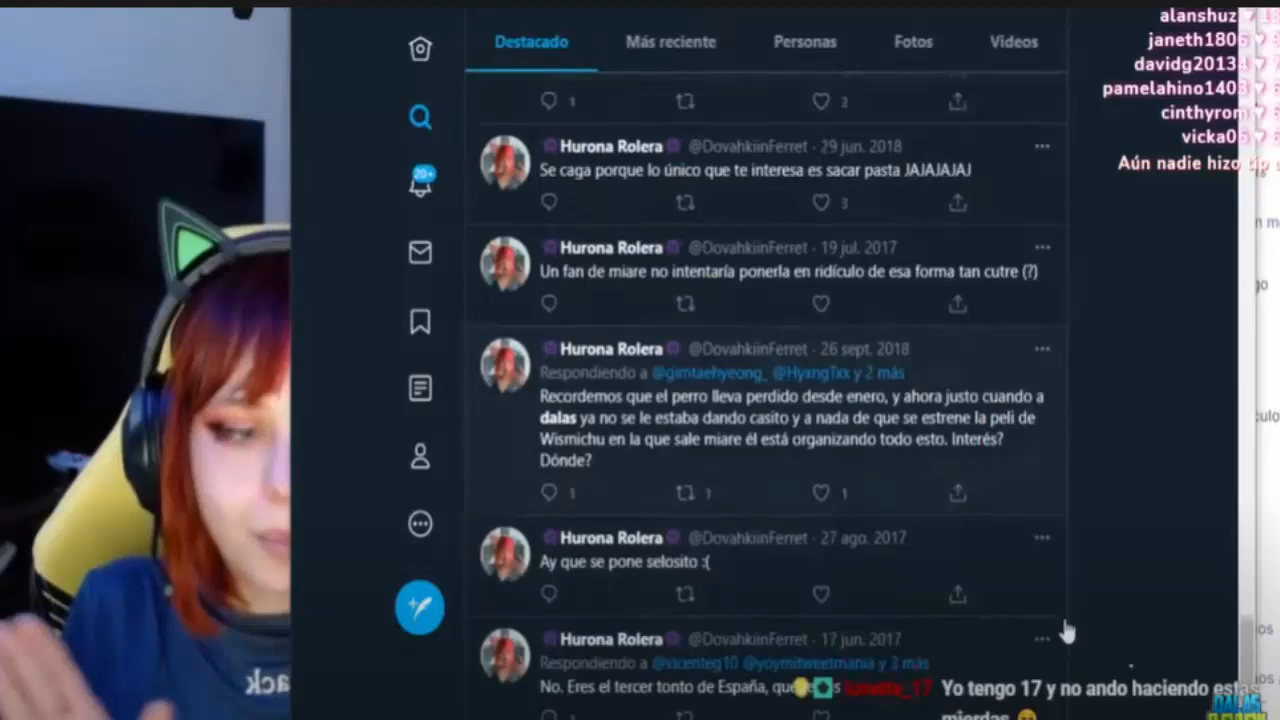 Destacado Más reciente Personas Fotos Videos
alanshuz
janeth1806
davidg20134
pamelahino1403
cinthyrom
vicka05
Aún nadie hizo tip
1 2
Hurona Rolera @DovahkiinFerret · 29 jun. 2018
Se caga porque lo único que te interesa es sacar pasta JAJAJAJAJ
3
20+
Hurona Rolera @DovahkiinFerret · 19 jul. 2017
Un fan de miare no intentaría ponerla en ridículo de esa forma tan cutre (?)
Hurona Rolera @DovahkiinFerret · 26 sept. 2018
Respondiendo a @gimtaehyeong_ @HyxngTxx y 2 más
Recordemos que el perro lleva perdido desde enero, y ahora justo cuando a
dalas ya no se le estaba dando casito y a nada de que se estrene la peli de
Wismichu en la que sale miare él está organizando todo esto. Interés?
Dónde?
1 1 1
Hurona Rolera @DovahkiinFerret · 27 ago. 2017
Ay que se pone selosito :(
Hurona Rolera @DovahkiinFerret · 17 jun. 2017
Respondiendo a @vicenteg10 @yoymitweetmania y 3 más
No. Eres el tercer tonto de España,
Yo tengo 17 y no ando haciendo estas
mierdas
DALAS